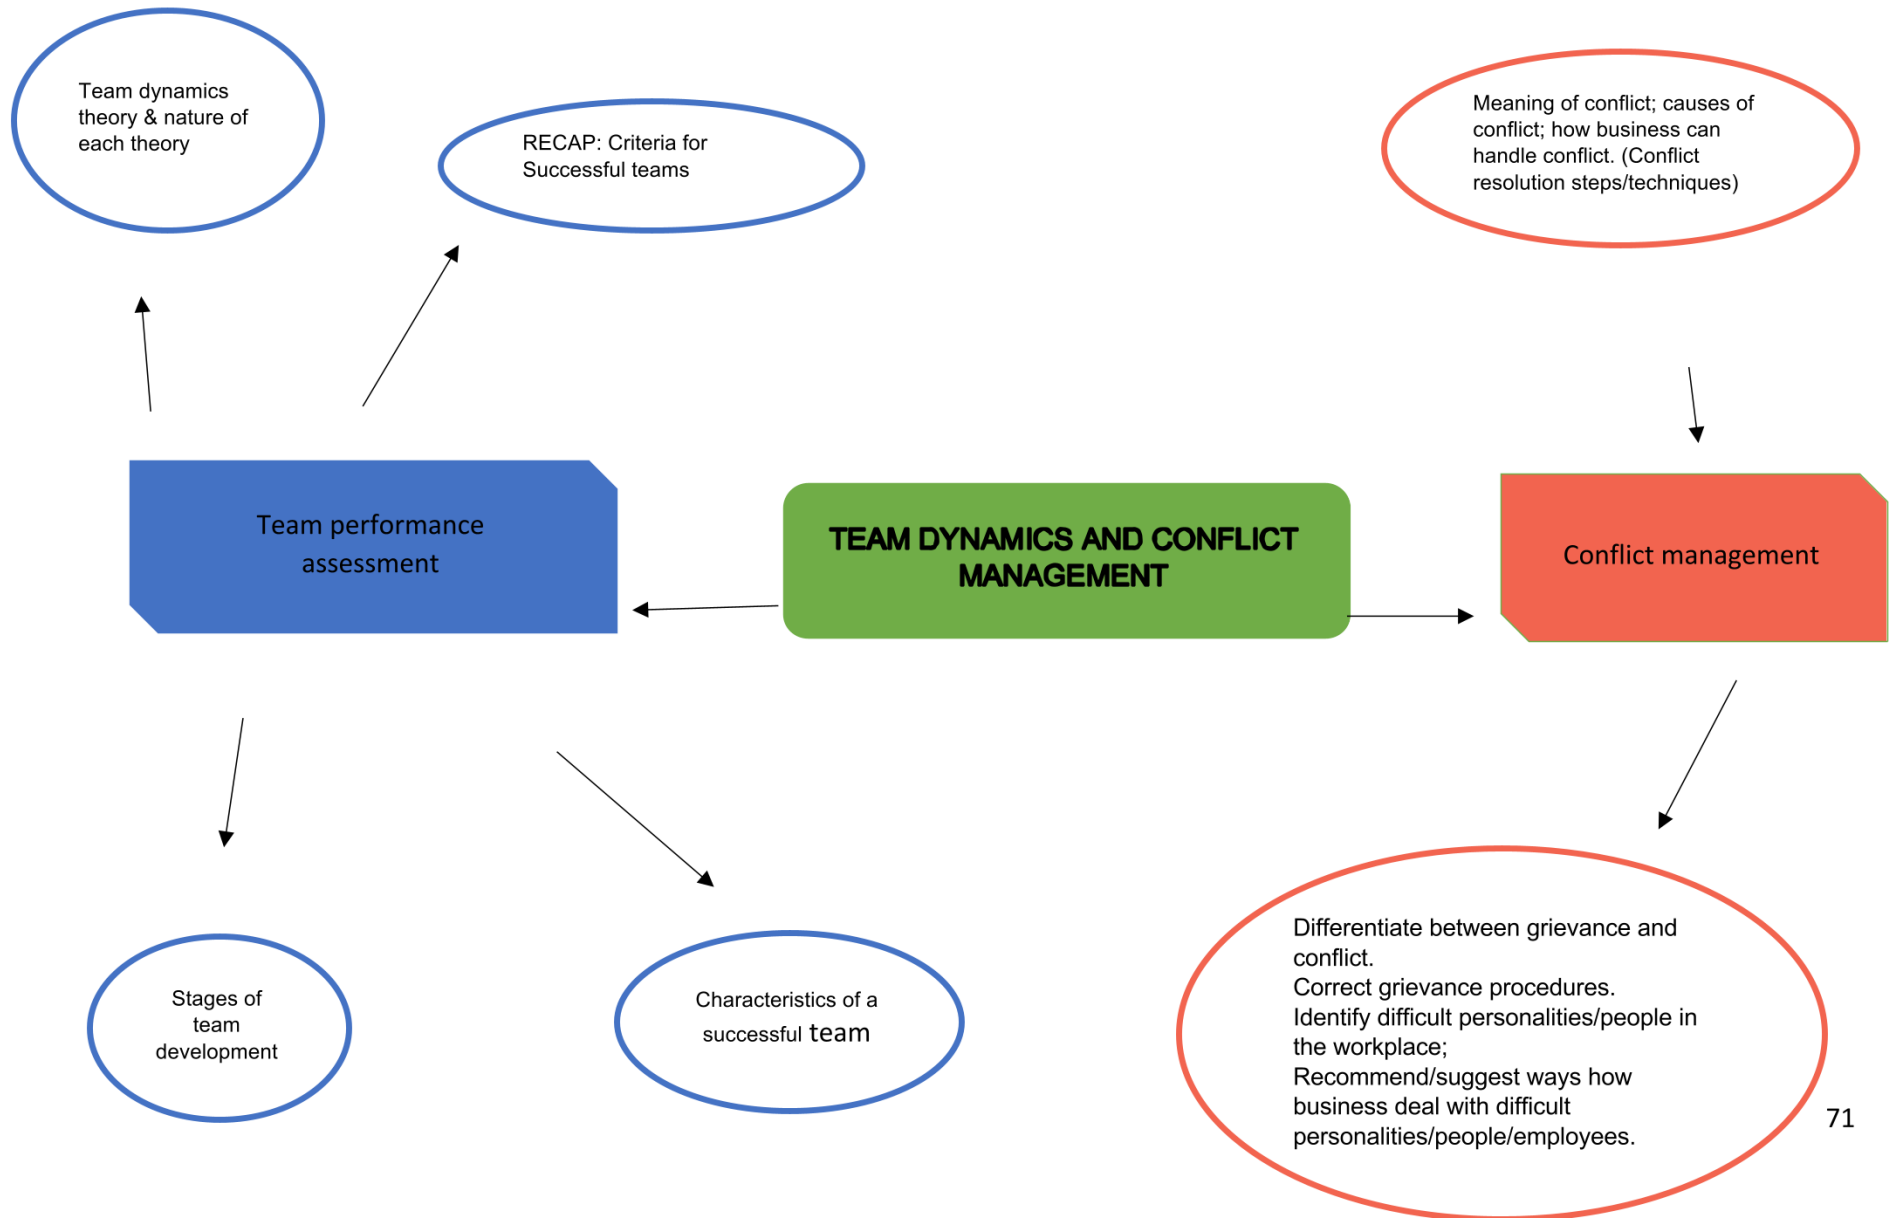 Team dynamics
theory & nature of
each theory
RECAP: Criteria for
Successful teams
Meaning of conflict; causes of
conflict; how business can
handle conflict. (Conflict
resolution steps/techniques)
Team performance
assessment
TEAM DYNAMICS AND CONFLICT
MANAGEMENT
Conflict management
Stages of
team
development
Characteristics of a
successful team
Differentiate between grievance and
conflict.
Correct grievance procedures.
Identify difficult personalities/people in
the workplace;
Recommend/suggest ways how
business deal with difficult
personalities/people/employees.
71